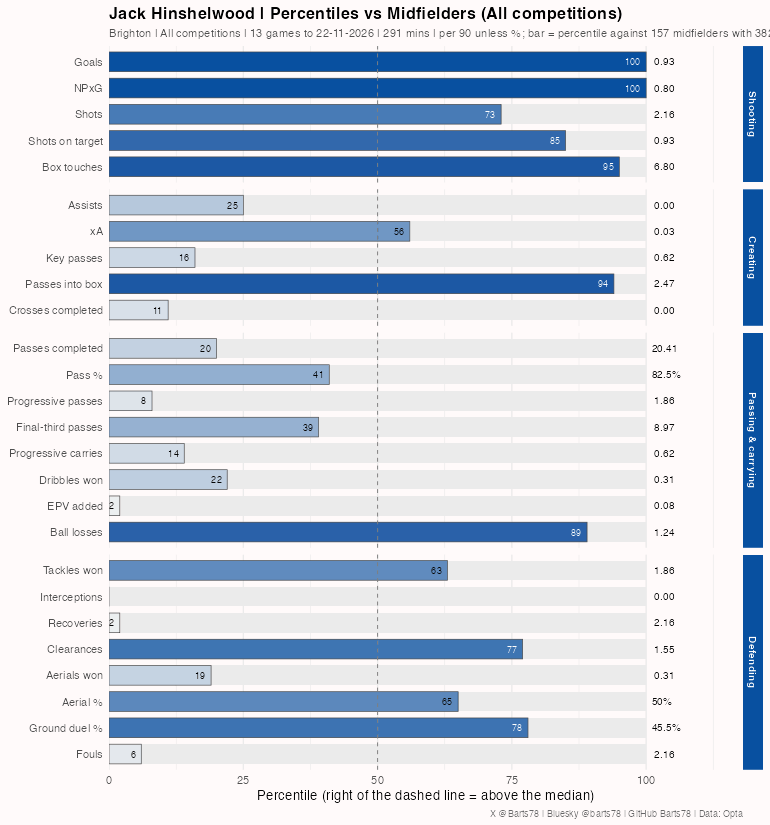 Jack Hinshelwood | Percentiles vs Midfielders (All competitions)
Brighton | All competitions | 13 games to 22-11-2026 | 291 mins | per 90 unless %; bar = percentile against 157 midfielders with 382
Goals 100 0.93
NPxG 100 0.80
Shots 73 2.16
Shots on target 85 0.93
Box touches 95 6.80
Shooting
Assists 25 0.00
xA 56 0.03
Key passes 16 0.62
Passes into box 94 2.47
Crosses completed 11 0.00
Creating
Passes completed 20 20.41
Pass % 41 82.5%
Progressive passes 8 1.86
Final-third passes 39 8.97
Progressive carries 14 0.62
Dribbles won 22 0.31
EPV added 2 0.08
Ball losses 89 1.24
Passing & carrying
Tackles won 63 1.86
Interceptions 0.00
Recoveries 2 2.16
Clearances 77 1.55
Aerials won 19 0.31
Aerial % 65 50%
Ground duel % 78 45.5%
Fouls 6 2.16
Defending
0 25 50 75 100
Percentile (right of the dashed line = above the median)
X @Barts78 | Bluesky @barts78 | GitHub Barts78 | Data: Opta